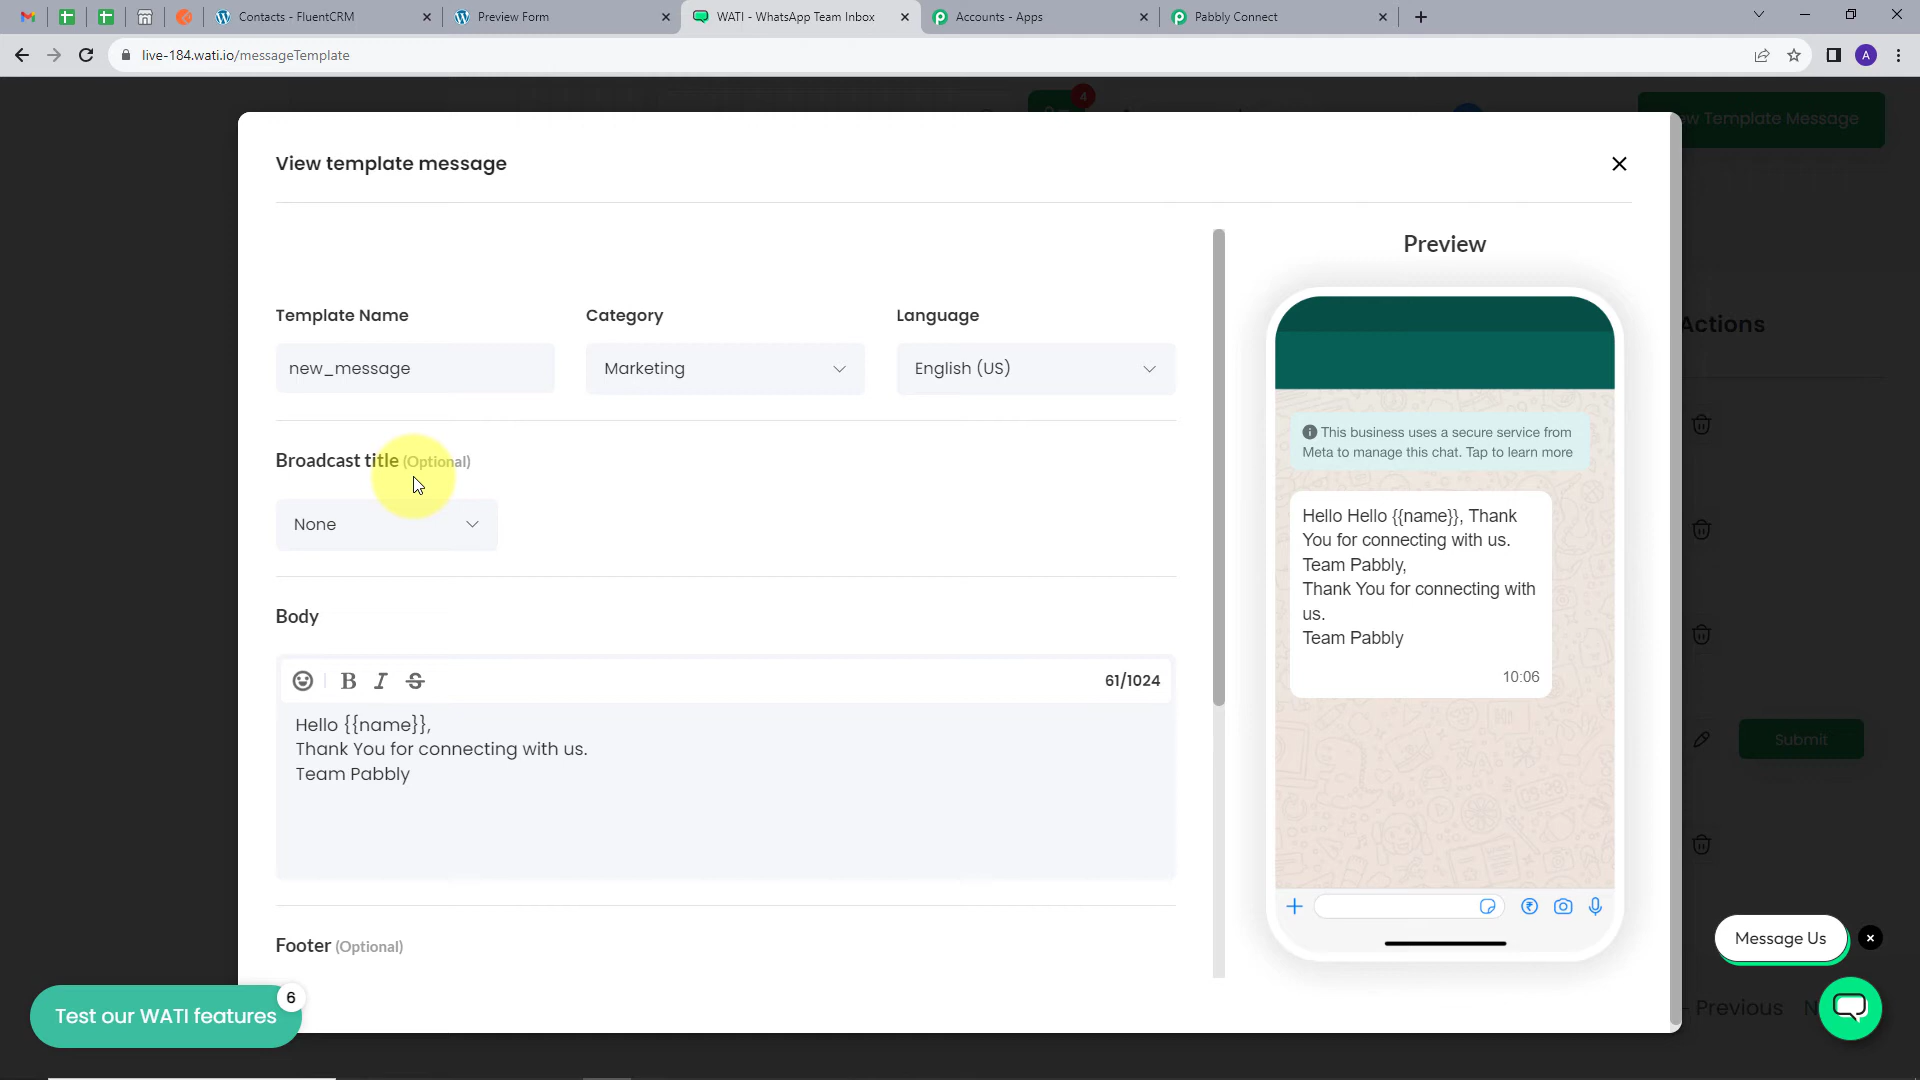 Contacts - FluentCRM
Preview Form
WATI - WhatsApp Team Inbox
Accounts - Apps
Pabbly Connect
live-184.wati.io/messageTemplate
A
4
New Template Message
View template message
Template Name
Category
Language
new_message
Marketing
English (US)
Broadcast title (Optional)
None
Body
61/1024
Hello {{name}},
Thank You for connecting with us.
Team Pabbly
Footer (Optional)
Preview
This business uses a secure service from
Meta to manage this chat. Tap to learn more
Hello Hello {{name}}, Thank
You for connecting with us.
Team Pabbly,
Thank You for connecting with
us.
Team Pabbly
10:06
Actions
Submit
Previous
Message Us
Test our WATI features
6